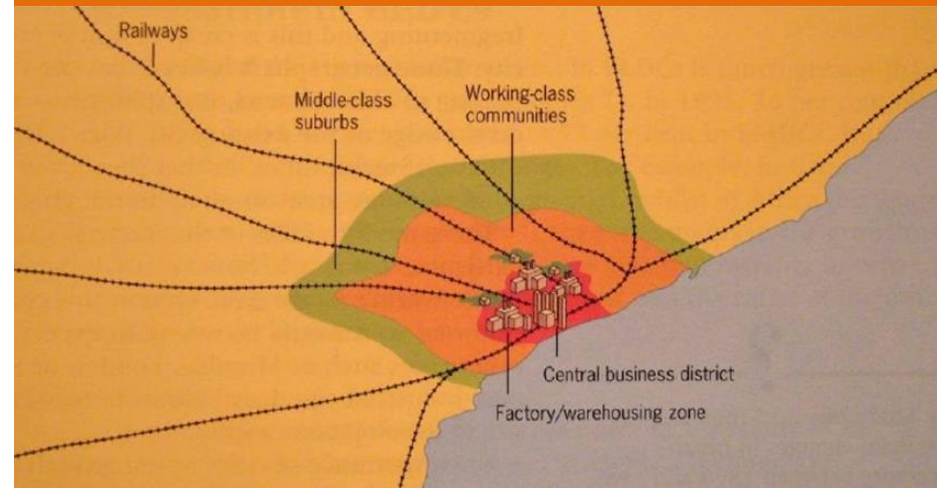 Railways
Middle-class
suburbs
Working-class
communities
Central business district
Factory/warehousing zone